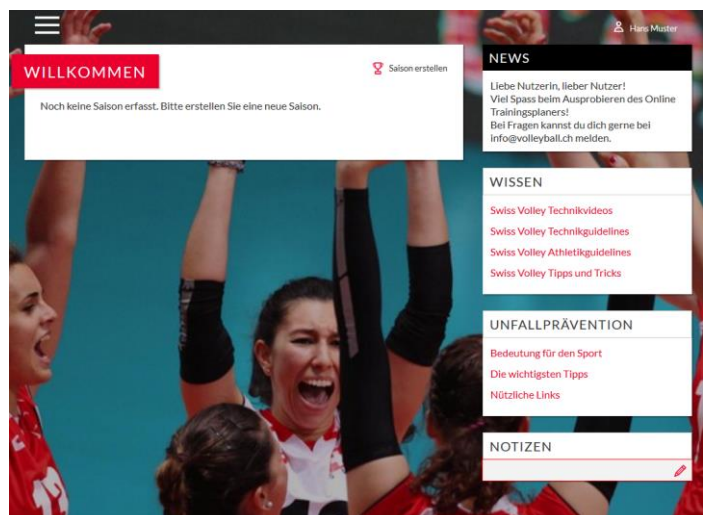 Hans Muster
WILLKOMMEN
Saison erstellen
Noch keine Saison erfasst. Bitte erstellen Sie eine neue Saison.
NEWS
Liebe Nutzerin, lieber Nutzer!
Viel Spass beim Ausprobieren des Online
Trainingsplaners!
Bei Fragen kannst du dich gerne bei
info@volleyball.ch melden.
WISSEN
Swiss Volley Technikvideos
Swiss Volley Technikguidelines
Swiss Volley Athletikguidelines
Swiss Volley Tipps und Tricks
UNFALLPRÄVENTION
Bedeutung für den Sport
Die wichtigsten Tipps
Nützliche Links
NOTIZEN